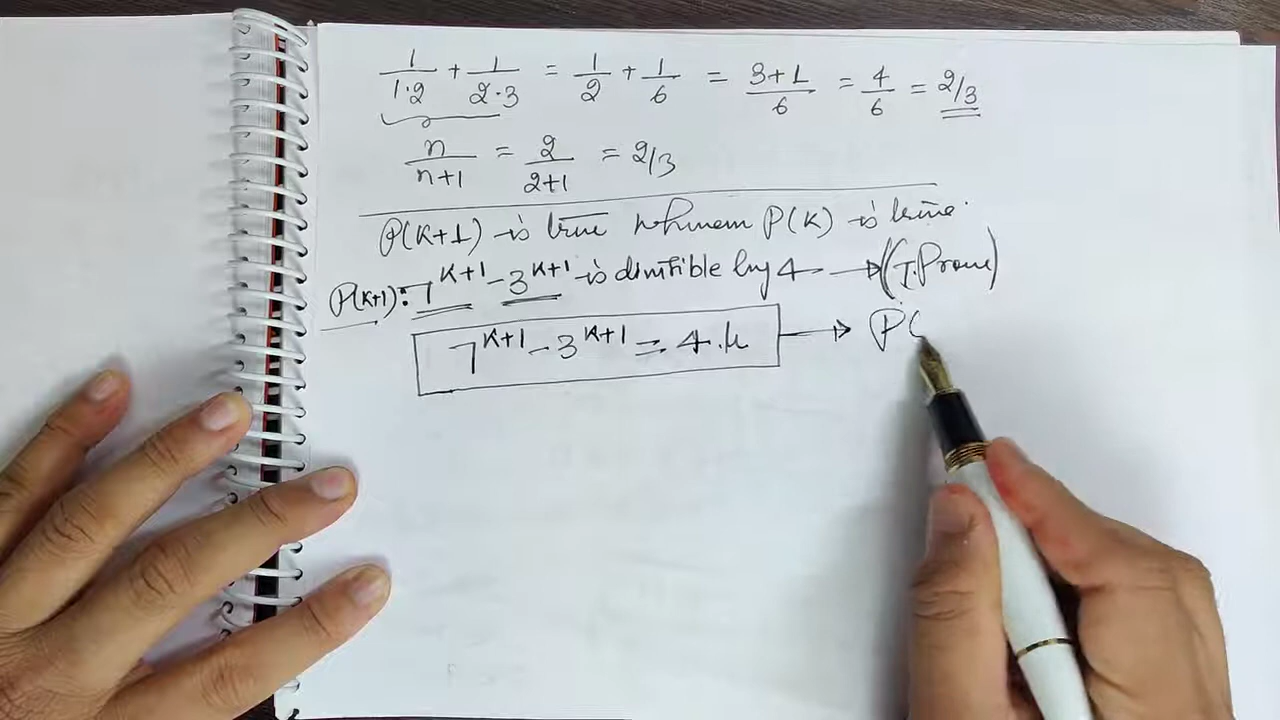 1/1·2 + 1/2·3 = 1/2 + 1/6 = 3+1/6 = 4/6 = 2/3
n/n+1 = 2/2+1 = 2/3
P(K+1) is true whenever P(K) is true.
P(K+1): 7^K+1 - 3^K+1 is divisible by 4 → (T. Prove)
7^K+1 - 3^K+1 = 4.μ → P(